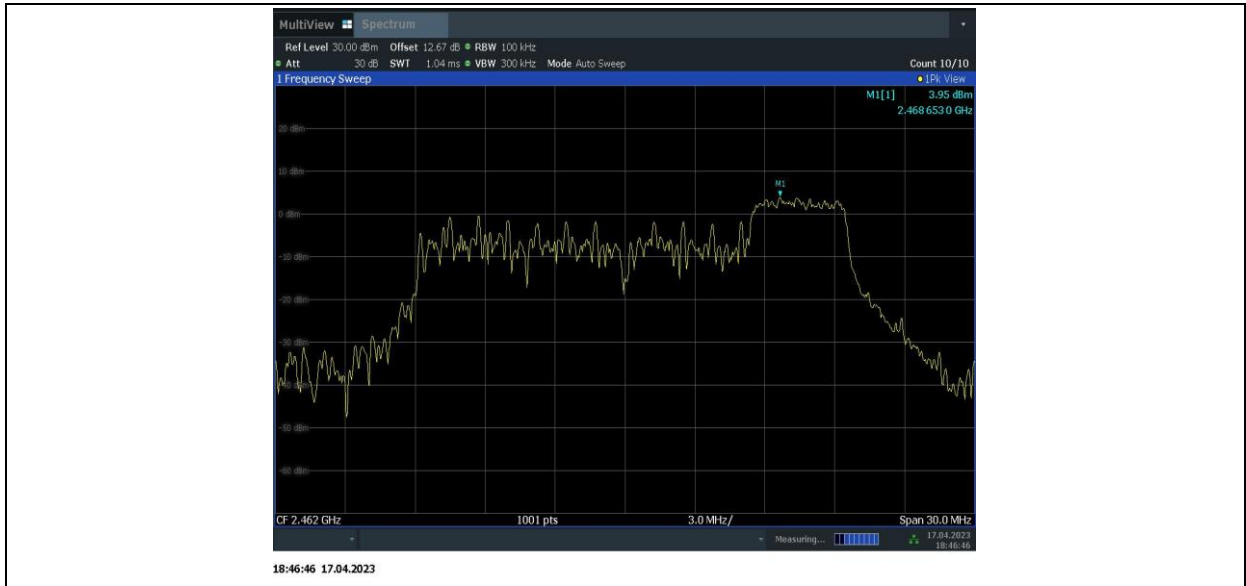 MultiView Spectrum
Ref Level 30.00 dBm Offset 12.67 dB RBW 100 kHz
Att 30 dB SWT 1.04 ms VBW 300 kHz Mode Auto Sweep Count 10/10
1 Frequency Sweep 1Pk View
M1[1] 3.95 dBm
2.468 653 0 GHz
20 dBm
10 dBm
M1
0 dBm
-10 dBm
-20 dBm
-30 dBm
-40 dBm
-50 dBm
-60 dBm
CF 2.462 GHz 1001 pts 3.0 MHz/ Span 30.0 MHz
Measuring... 17.04.2023
18:46:46
18:46:46 17.04.2023